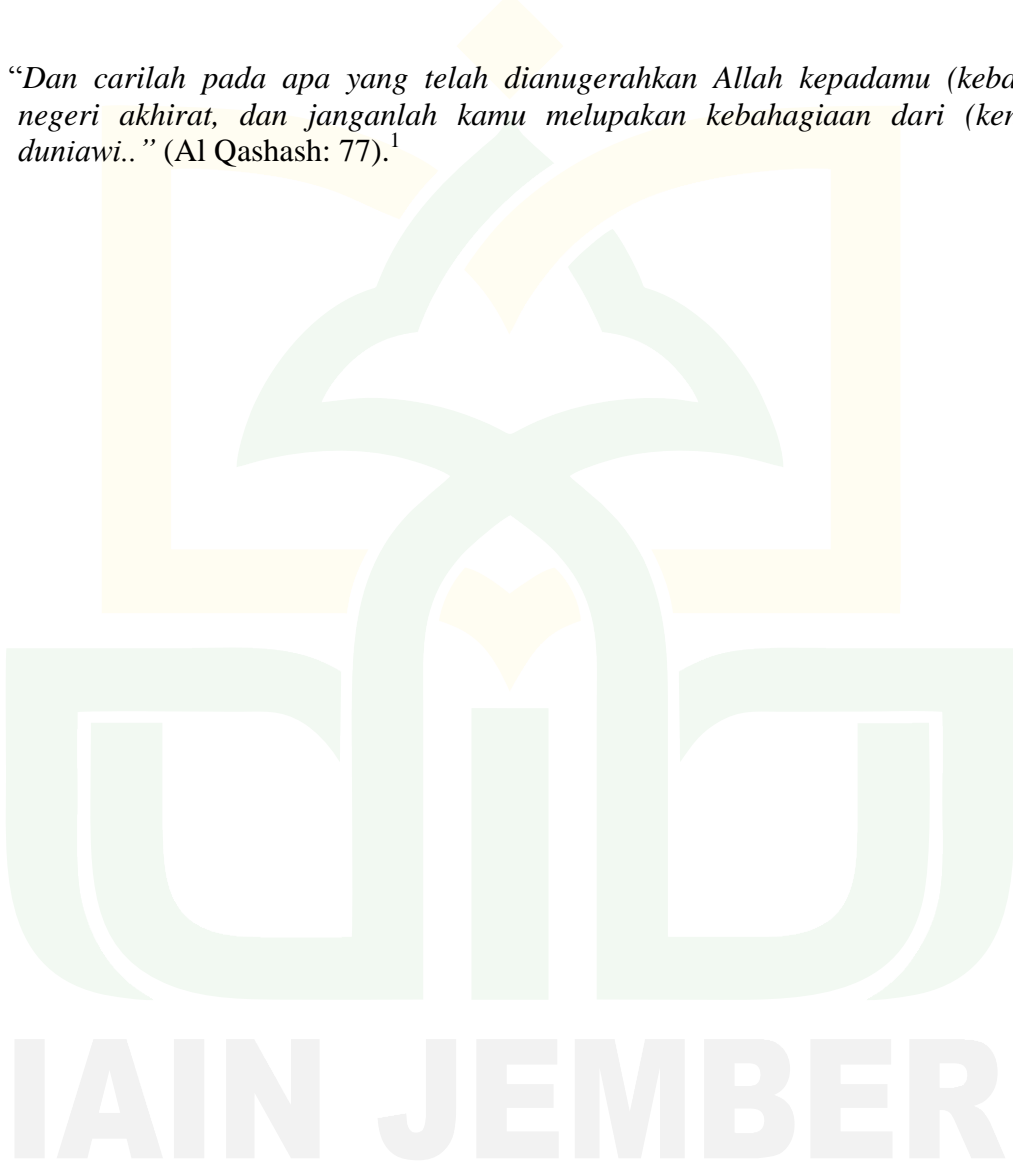 “Dan carilah pada apa yang telah dianugerahkan Allah kepadamu (keba
negeri akhirat, dan janganlah kamu melupakan kebahagiaan dari (ken
duniawi..” (Al Qashash: 77).1
IAIN JEMBER